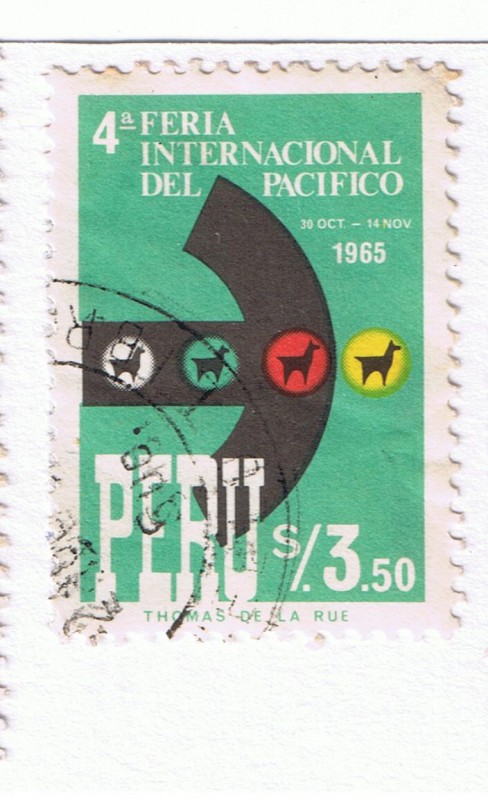 4ª FERIA
INTERNACIONAL
DEL PACIFICO
30 OCT. - 14 NOV.
1965
PERU
S/. 3.50
THOMAS DE LA RUE